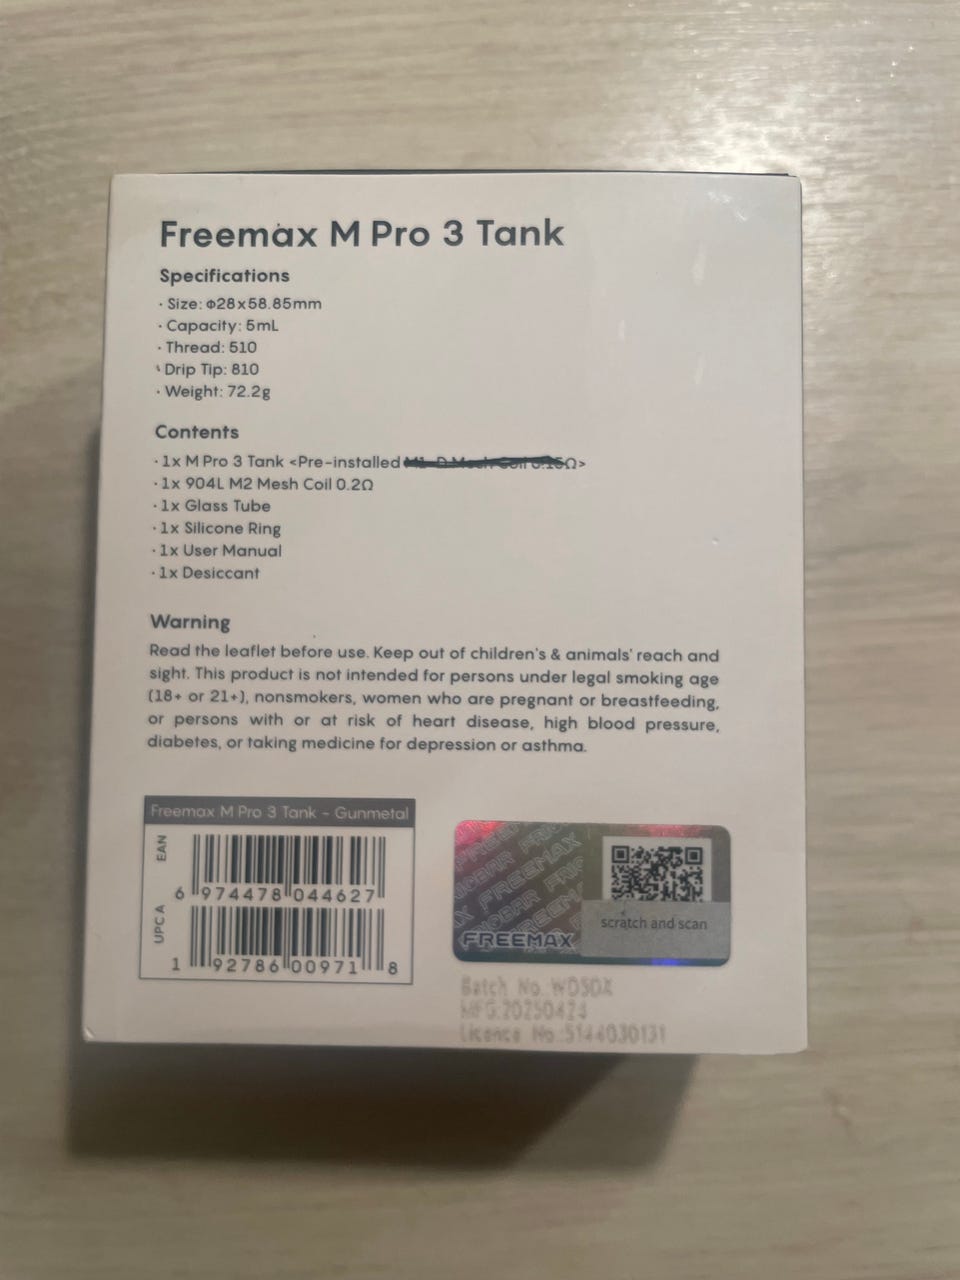 Freemax M Pro 3 Tank
Specifications
· Size: Φ28x58.85mm
· Capacity: 5mL
· Thread: 510
· Drip Tip: 810
· Weight: 72.2g
Contents
· 1x M Pro 3 Tank <Pre-installed Mesh Coil 0.15Ω>
· 1x 904L M2 Mesh Coil 0.2Ω
· 1x Glass Tube
· 1x Silicone Ring
· 1x User Manual
· 1x Desiccant
Warning
Read the leaflet before use. Keep out of children's & animals' reach and
sight. This product is not intended for persons under legal smoking age
(18+ or 21+), nonsmokers, women who are pregnant or breastfeeding,
or persons with or at risk of heart disease, high blood pressure,
diabetes, or taking medicine for depression or asthma.
Freemax M Pro 3 Tank - Gunmetal
EAN
6 974478 044627
UPC A
1 92786 00971 8
FREEMAX
scratch and scan
Batch No. WD5DX
MFG:20250424
Licence No.:5144030131